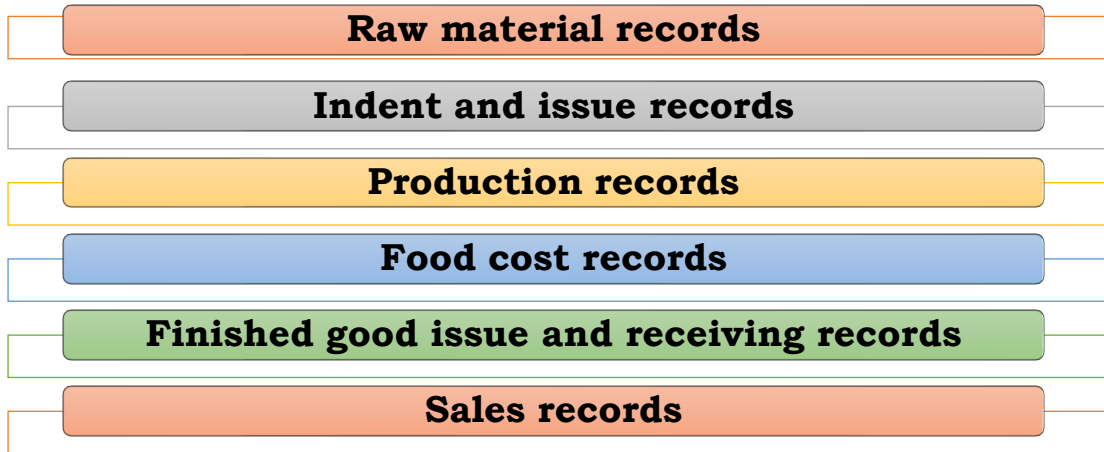 Raw material records
Indent and issue records
Production records
Food cost records
Finished good issue and receiving records
Sales records